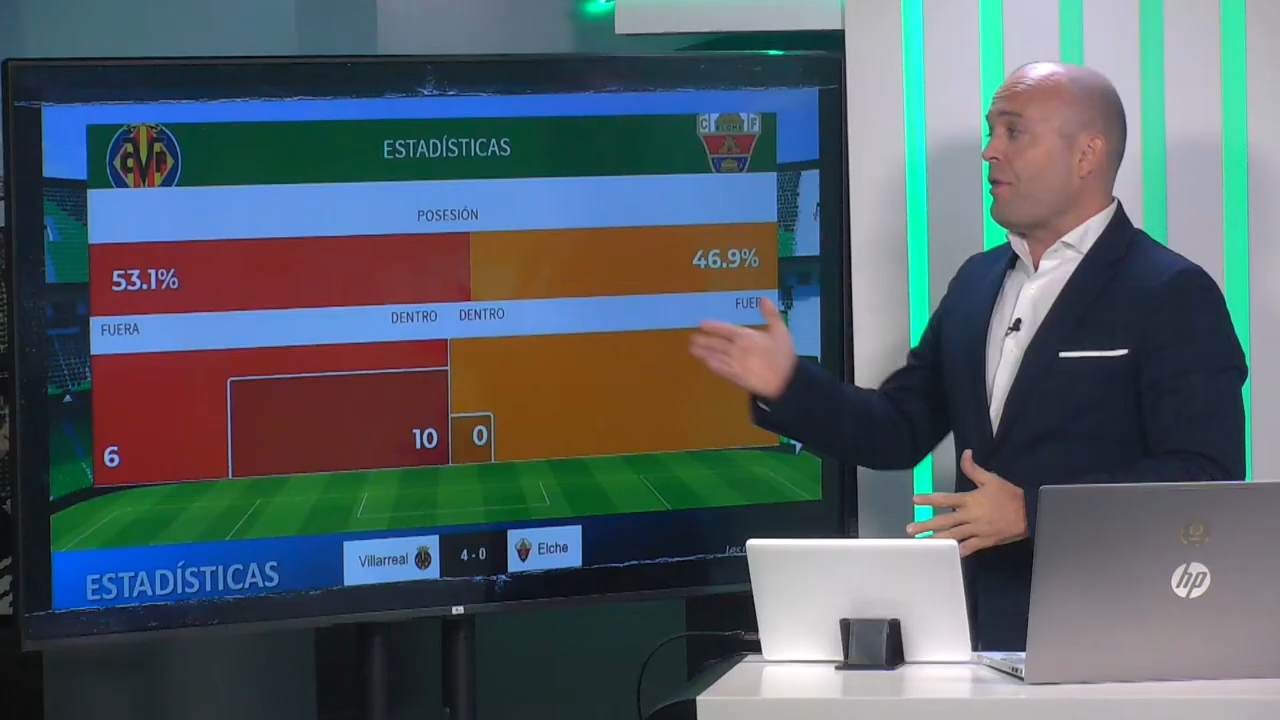 ESTADÍSTICAS
C F
POSESIÓN
53.1%
46.9%
FUERA
DENTRO
DENTRO
6
10
0
Villarreal
4 - 0
Elche
ESTADÍSTICAS
hp